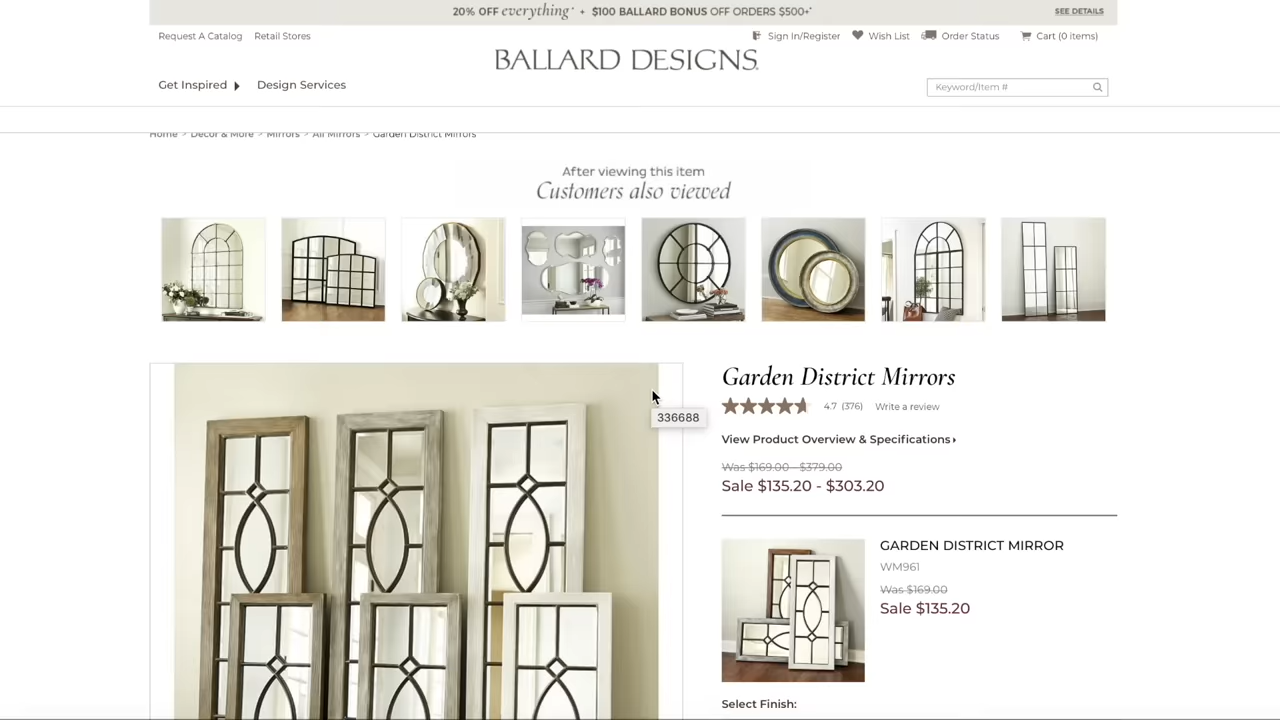 20% OFF everything* + $100 BALLARD BONUS OFF ORDERS $500+*
SEE DETAILS
Request A Catalog Retail Stores
Sign In/Register Wish List Order Status Cart (0 items)
BALLARD DESIGNS®
Get Inspired Design Services
Keyword/Item #
Home > Decor & More > Mirrors > All Mirrors > Garden District Mirrors
After viewing this item
Customers also viewed
Garden District Mirrors
4.7 (376) Write a review
336688
View Product Overview & Specifications
Was $169.00 - $379.00
Sale $135.20 - $303.20
GARDEN DISTRICT MIRROR
WM961
Was $169.00
Sale $135.20
Select Finish: